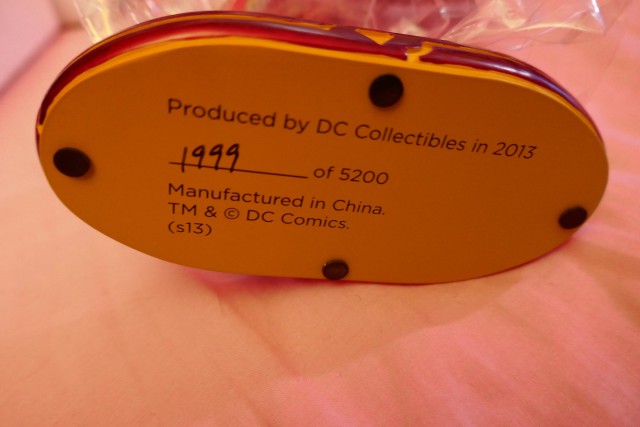 Produced by DC Collectibles in 2013
1999 of 5200
Manufactured in China.
TM & © DC Comics.
(s13)